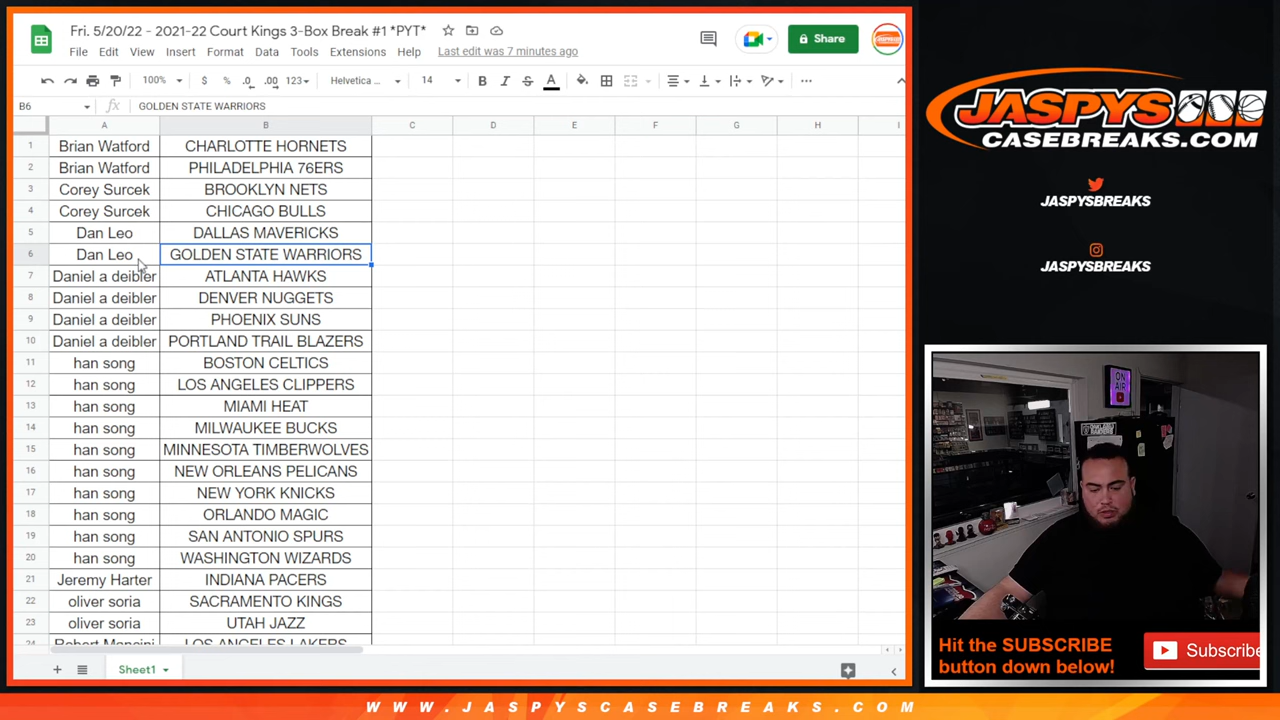 Fri. 5/20/22 - 2021-22 Court Kings 3-Box Break #1 *PYT*
File Edit View Insert Format Data Tools Extensions Help Last edit was 7 minutes ago
Share
100% $ % .0 .00 123 Helvetica ... 14 B I S A
B6 fx GOLDEN STATE WARRIORS
A B C D E F G H I
1 Brian Watford CHARLOTTE HORNETS
2 Brian Watford PHILADELPHIA 76ERS
3 Corey Surcek BROOKLYN NETS
4 Corey Surcek CHICAGO BULLS
5 Dan Leo DALLAS MAVERICKS
6 Dan Leo GOLDEN STATE WARRIORS
7 Daniel a deibler ATLANTA HAWKS
8 Daniel a deibler DENVER NUGGETS
9 Daniel a deibler PHOENIX SUNS
10 Daniel a deibler PORTLAND TRAIL BLAZERS
11 han song BOSTON CELTICS
12 han song LOS ANGELES CLIPPERS
13 han song MIAMI HEAT
14 han song MILWAUKEE BUCKS
15 han song MINNESOTA TIMBERWOLVES
16 han song NEW ORLEANS PELICANS
17 han song NEW YORK KNICKS
18 han song ORLANDO MAGIC
19 han song SAN ANTONIO SPURS
20 han song WASHINGTON WIZARDS
21 Jeremy Harter INDIANA PACERS
22 oliver soria SACRAMENTO KINGS
23 oliver soria UTAH JAZZ
24 Robert Mancini LOS ANGELES LAKERS
Sheet1
JASPYS
CASEBREAKS.COM
JASPYSBREAKS
JASPYSBREAKS
ON
AIR
Hit the SUBSCRIBE
button down below!
Subscribe
WWW.JASPYSCASEBREAKS.COM